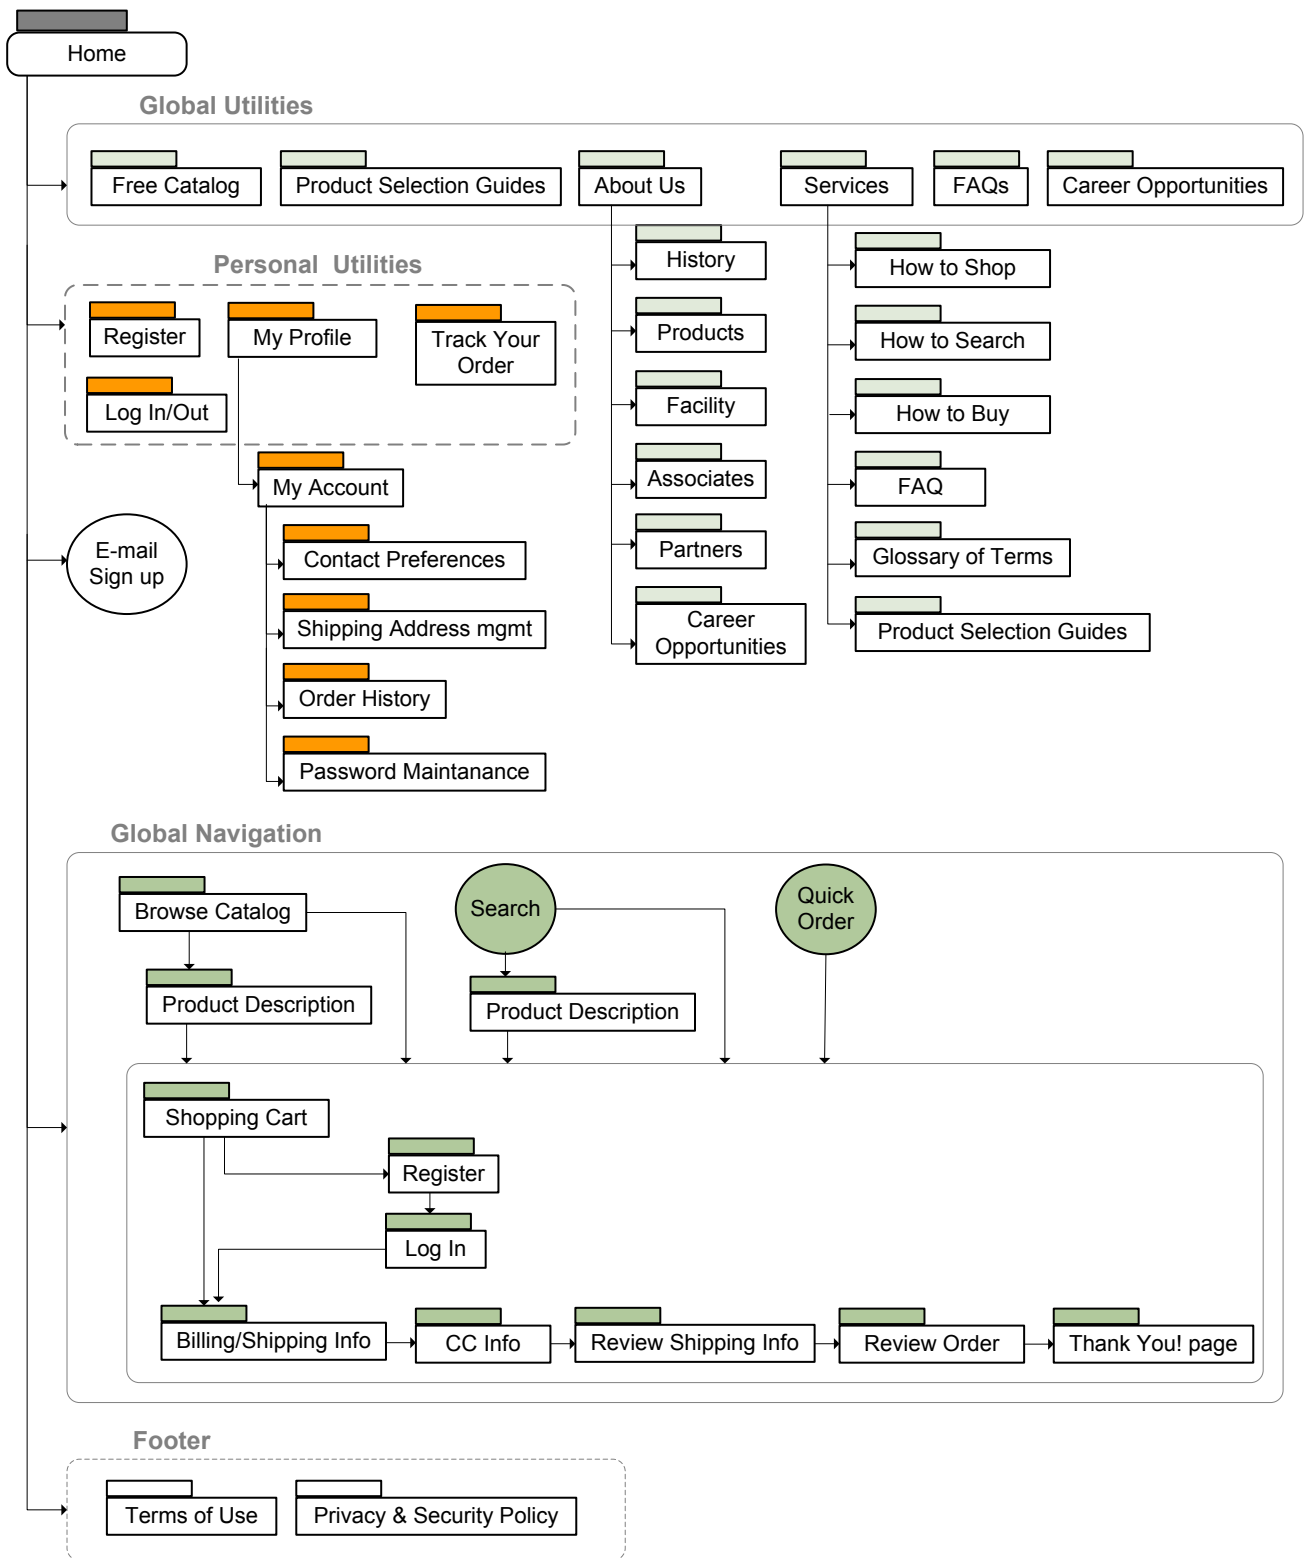 Home
Global Utilities
Free Catalog
Product Selection Guides
About Us
Services
FAQs
Career Opportunities
History
Products
Facility
Associates
Partners
Career
Opportunities
How to Shop
How to Search
How to Buy
FAQ
Glossary of Terms
Product Selection Guides
Personal Utilities
Register
My Profile
Track Your
Order
Log In/Out
My Account
Contact Preferences
Shipping Address mgmt
Order History
Password Maintanance
E-mail
Sign up
Global Navigation
Browse Catalog
Search
Quick
Order
Product Description
Product Description
Shopping Cart
Register
Log In
Billing/Shipping Info
CC Info
Review Shipping Info
Review Order
Thank You! page
Footer
Terms of Use
Privacy & Security Policy